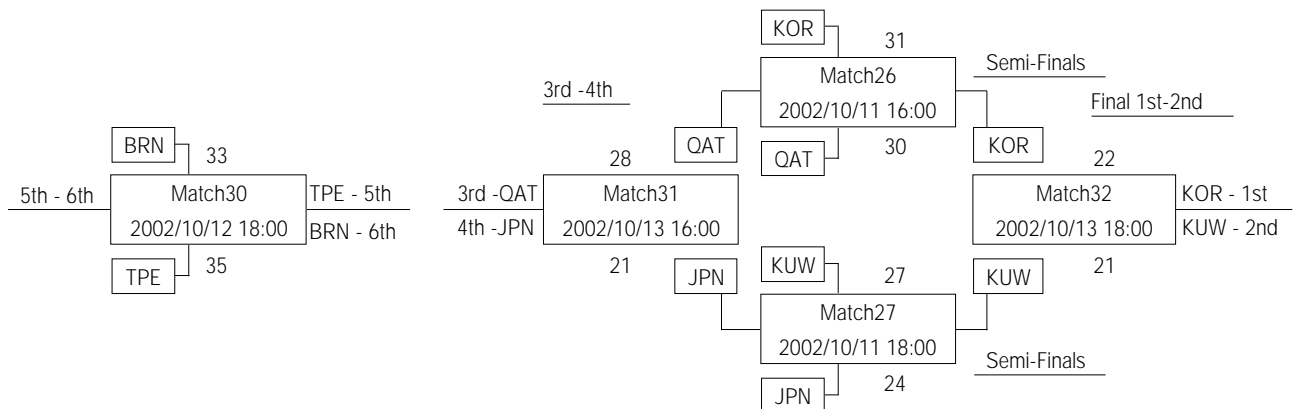 KOR
31
Semi-Finals
Match26
3rd -4th
2002/10/11 16:00
Final 1st-2nd
BRN
33
QAT
QAT
30
KOR
28
22
5th - 6th
Match30
TPE - 5th
3rd -QAT
Match31
Match32
KOR - 1st
2002/10/12 18:00
BRN - 6th
4th -JPN
2002/10/13 16:00
2002/10/13 18:00
KUW - 2nd
TPE
35
21
JPN
KUW
27
KUW
21
Match27
2002/10/11 18:00
Semi-Finals
JPN
24